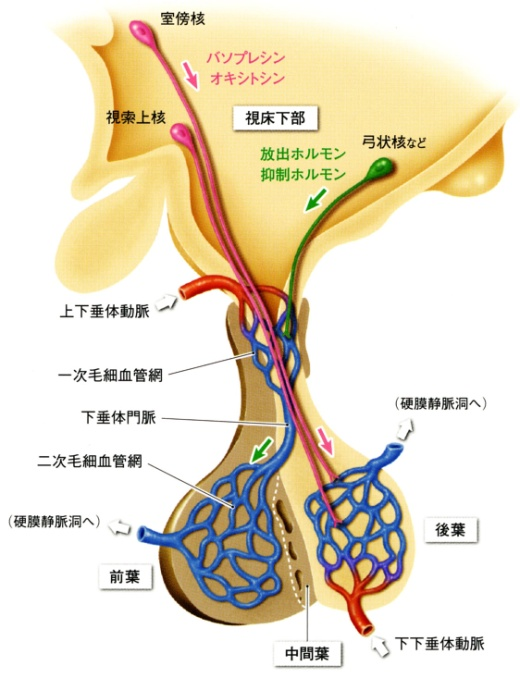 室傍核
バソプレシン
オキシトシン
視索上核
視床下部
弓状核など
放出ホルモン
抑制ホルモン
上下垂体動脈
一次毛細血管網
下垂体門脈
(硬膜静脈洞へ)
二次毛細血管網
(硬膜静脈洞へ)
後葉
前葉
中間葉
下下垂体動脈